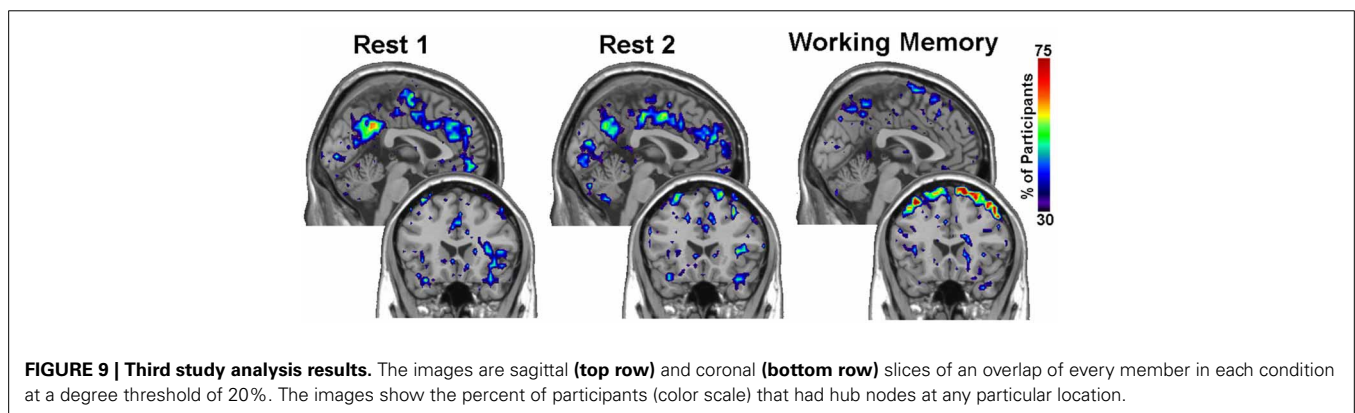 Rest 1
Rest 2
Working Memory
75
% of Participants
30
FIGURE 9 | Third study analysis results. The images are sagittal (top row) and coronal (bottom row) slices of an overlap of every member in each condition
at a degree threshold of 20%. The images show the percent of participants (color scale) that had hub nodes at any particular location.